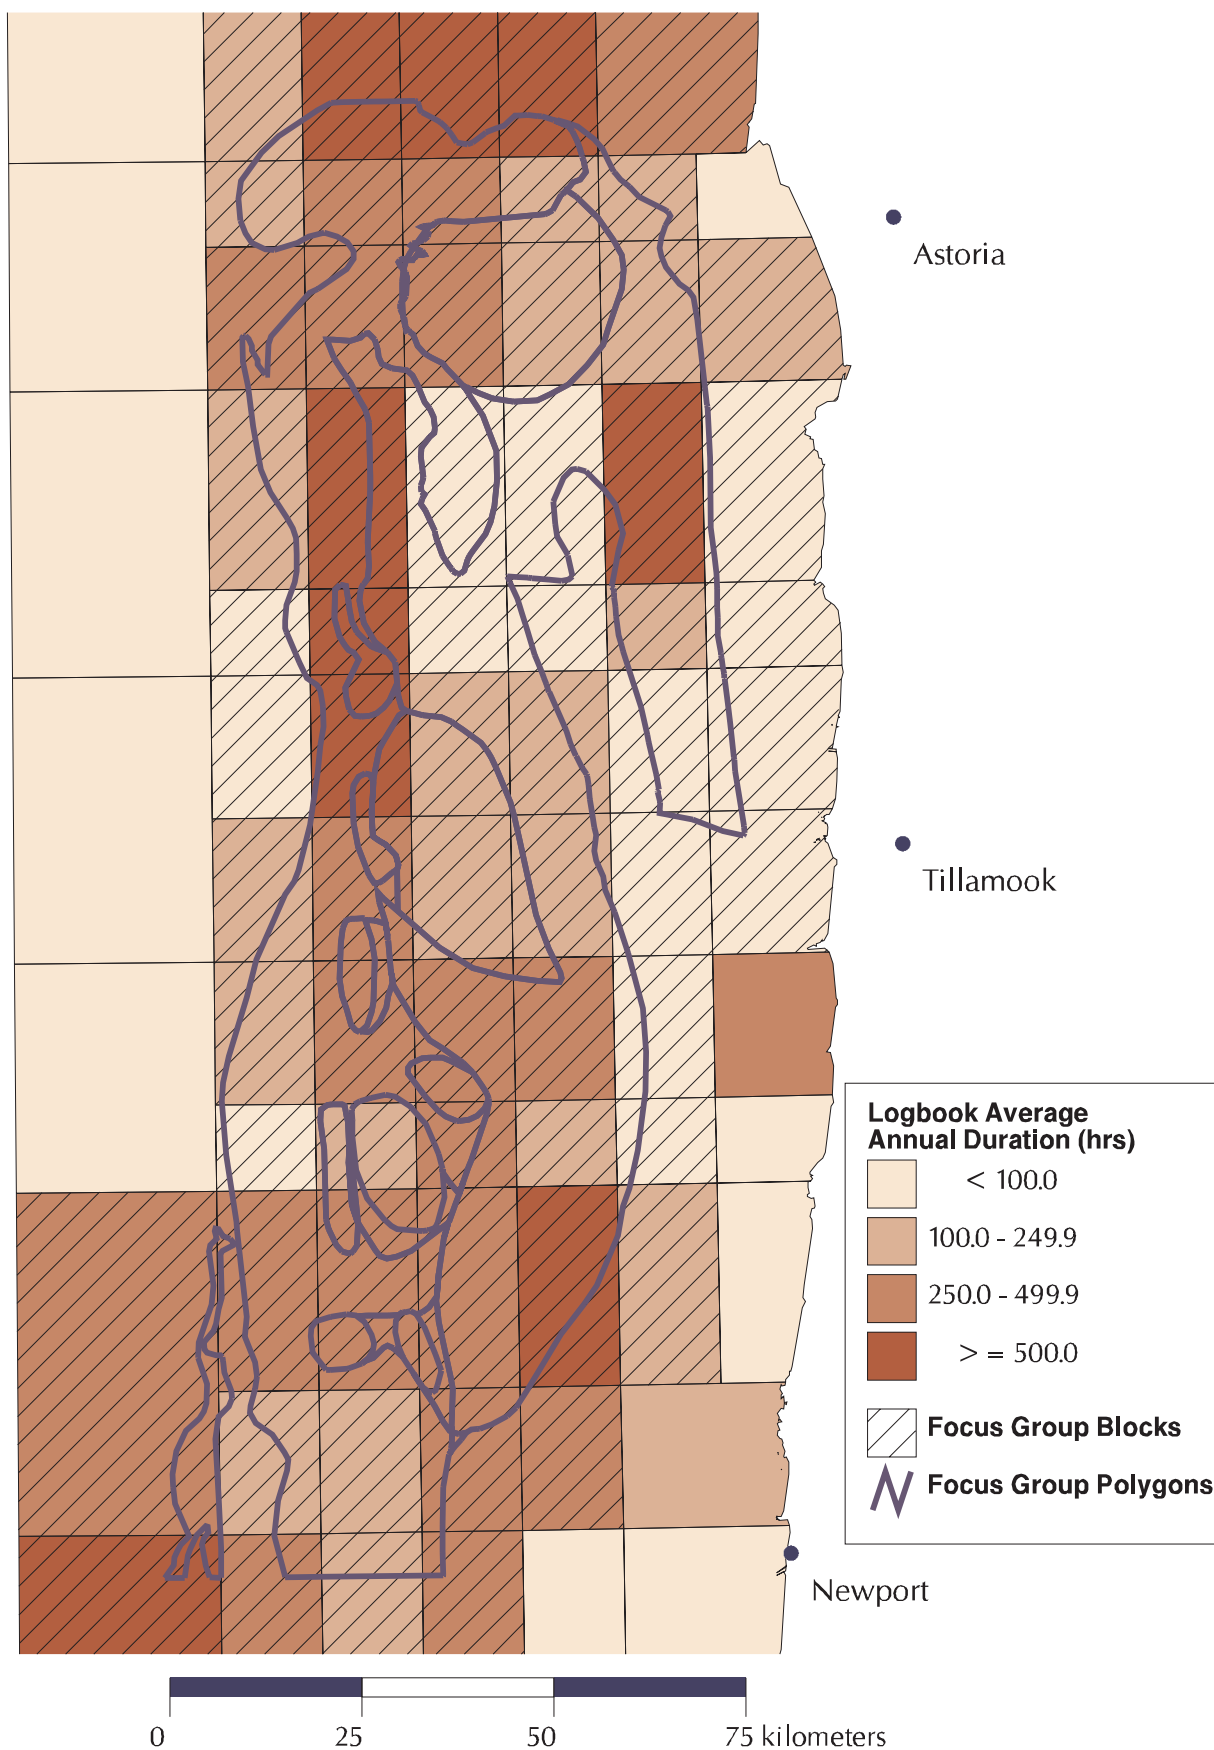 Astoria
Tillamook
Logbook Average
Annual Duration (hrs)
< 100.0
100.0 - 249.9
250.0 - 499.9
> = 500.0
Focus Group Blocks
Focus Group Polygons
Newport
0 25 50 75 kilometers